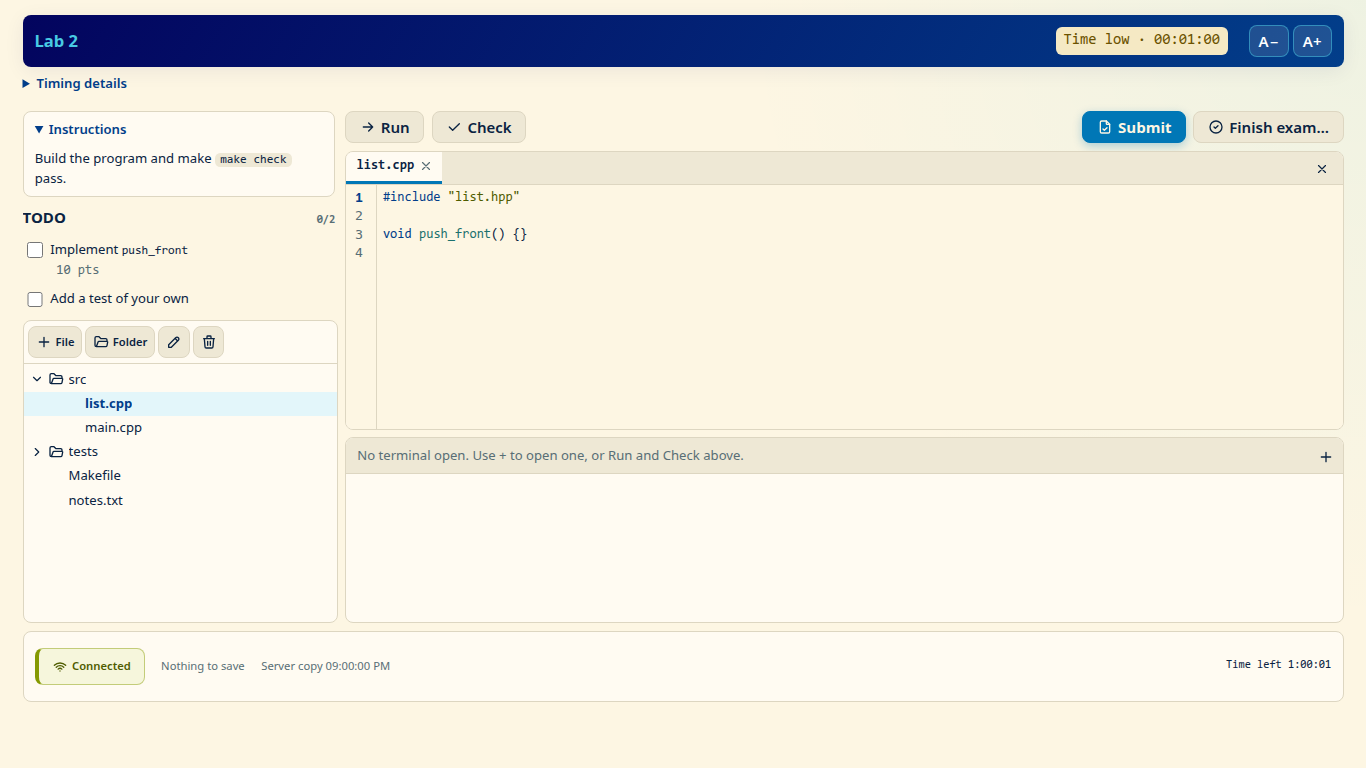 Lab 2
Time low · 00:01:00
A−
A+
Timing details
Instructions
Build the program and make make check
pass.
TODO
0/2
Implement push_front
10 pts
Add a test of your own
File
Folder
src
list.cpp
main.cpp
tests
Makefile
notes.txt
Run
Check
Submit
Finish exam...
list.cpp
1 #include "list.hpp"
2
3 void push_front() {}
4
No terminal open. Use + to open one, or Run and Check above.
Connected
Nothing to save
Server copy 09:00:00 PM
Time left 1:00:01